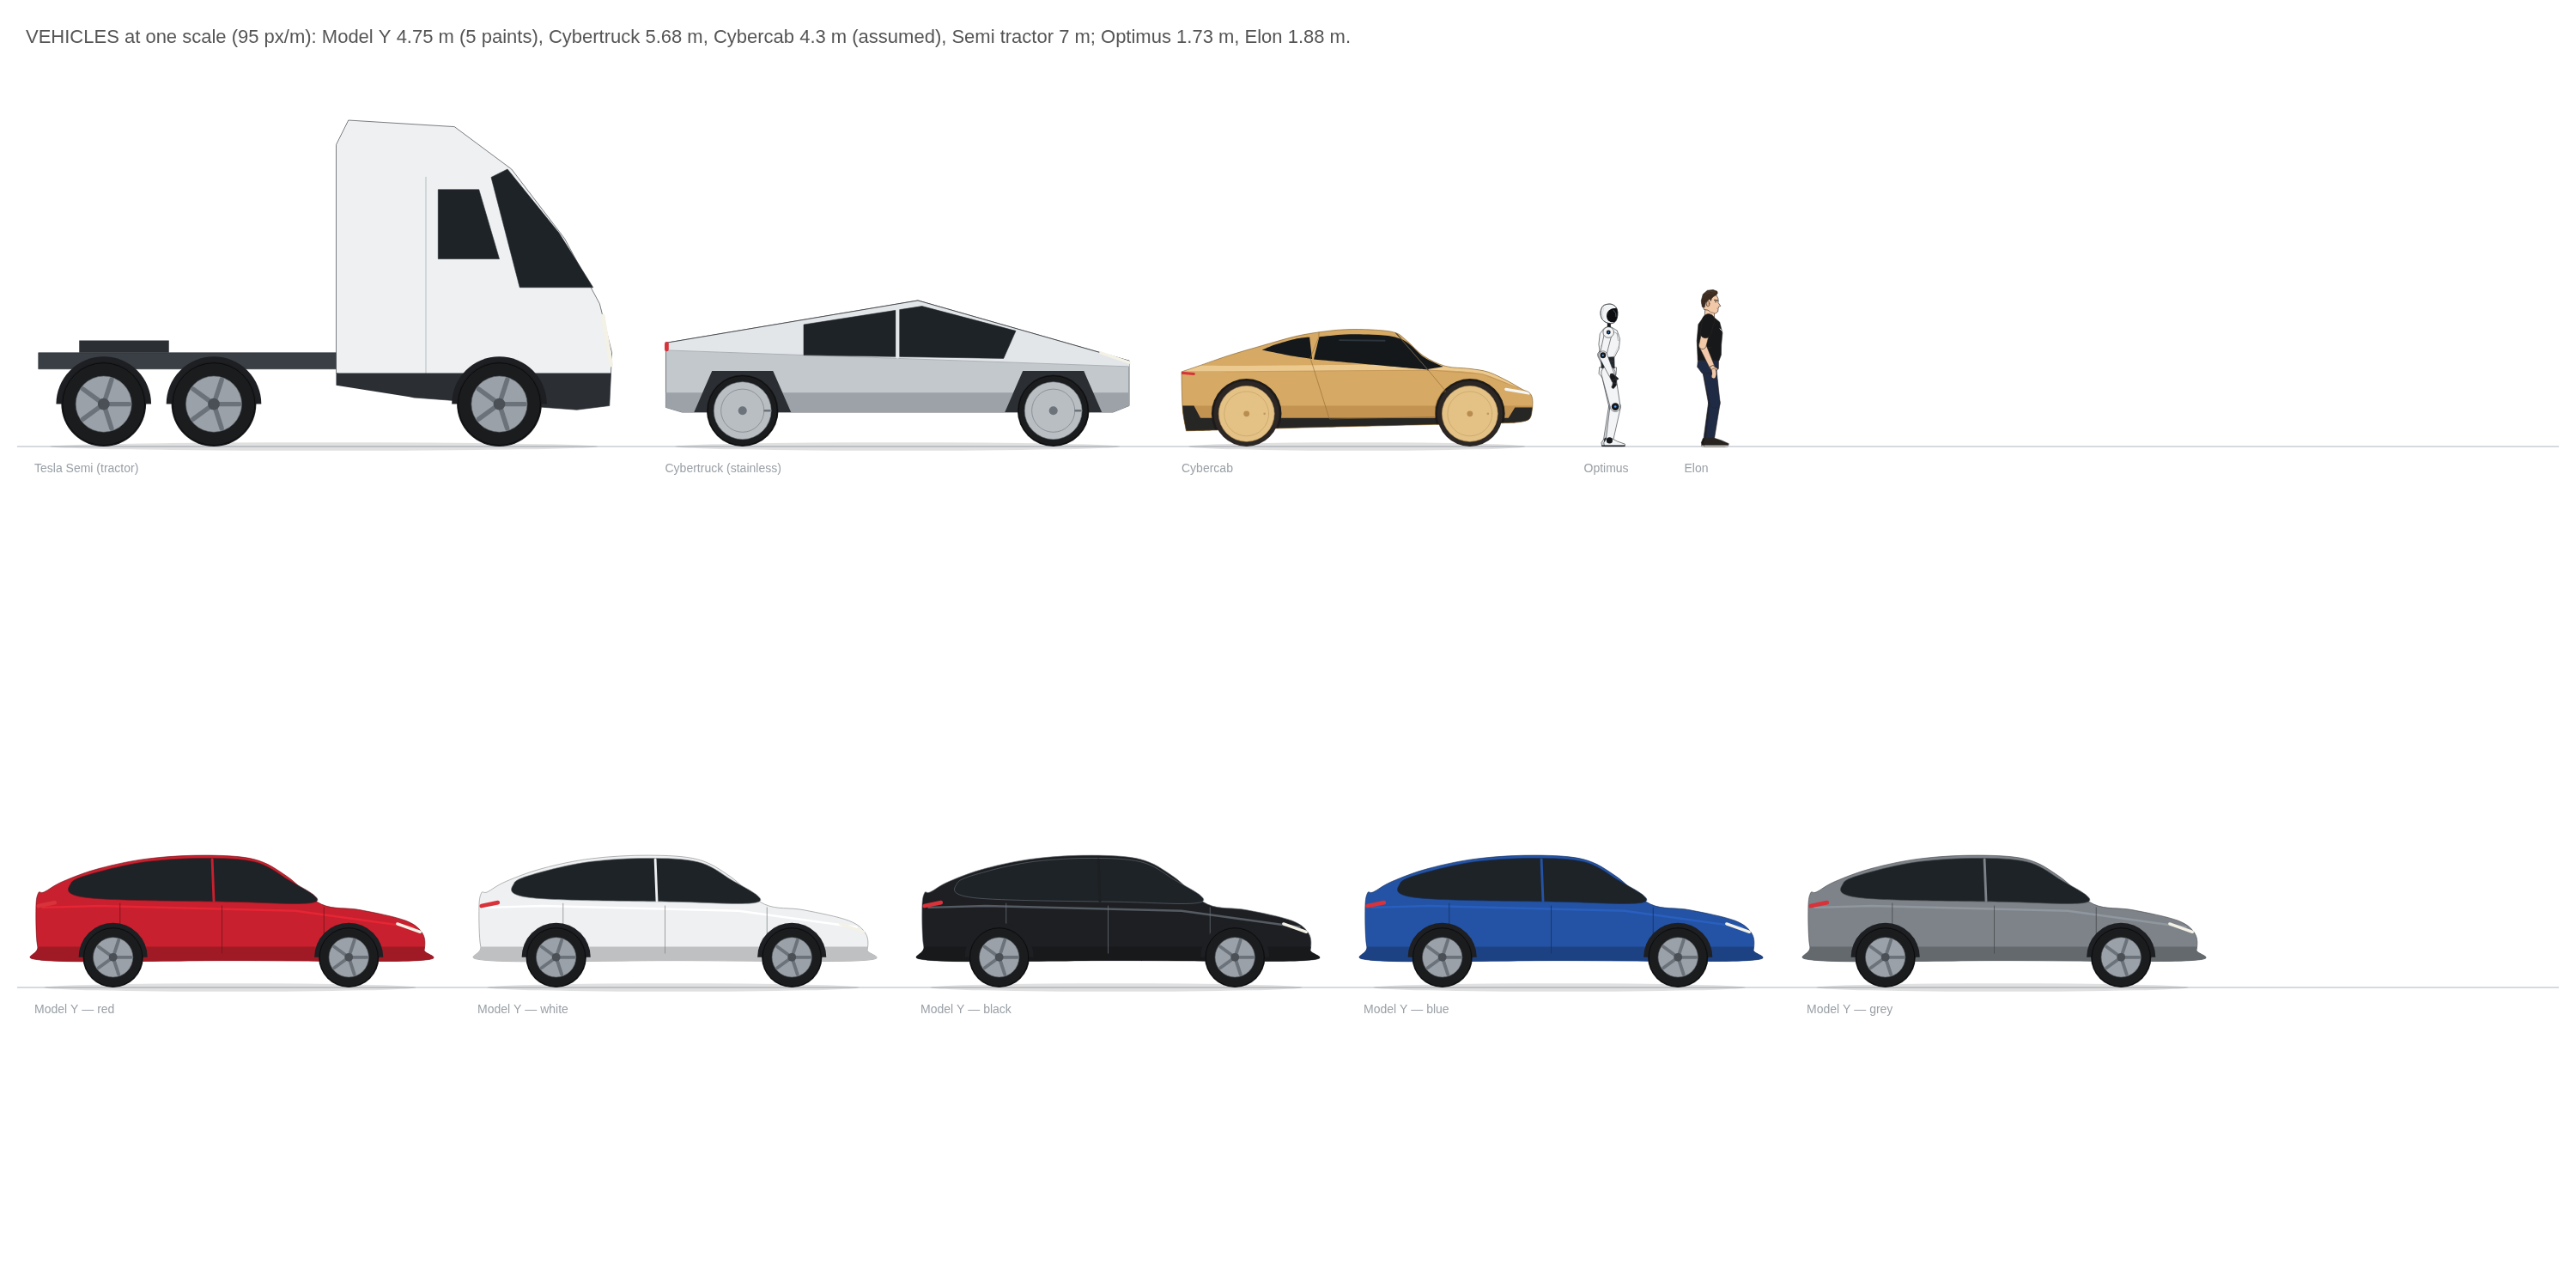 VEHICLES at one scale (95 px/m): Model Y 4.75 m (5 paints), Cybertruck 5.68 m, Cybercab 4.3 m (assumed), Semi tractor 7 m; Optimus 1.73 m, Elon 1.88 m.
Tesla Semi (tractor)
Cybertruck (stainless)
Cybercab
Optimus
Elon
Model Y — red
Model Y — white
Model Y — black
Model Y — blue
Model Y — grey